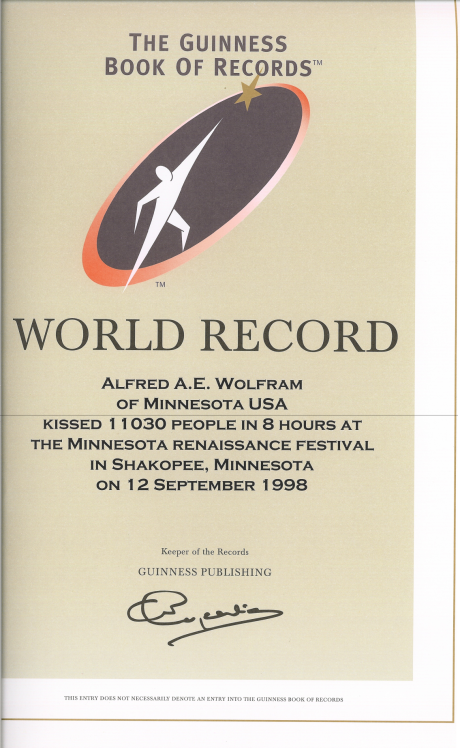 THE GUINNESS
BOOK OF RECORDS™
TM
WORLD RECORD
ALFRED A.E. WOLFRAM
OF MINNESOTA USA
KISSED 11030 PEOPLE IN 8 HOURS AT
THE MINNESOTA RENAISSANCE FESTIVAL
IN SHAKOPEE, MINNESOTA
ON 12 SEPTEMBER 1998
Keeper of the Records
GUINNESS PUBLISHING
THIS ENTRY DOES NOT NECESSARILY DENOTE AN ENTRY INTO THE GUINNESS BOOK OF RECORDS